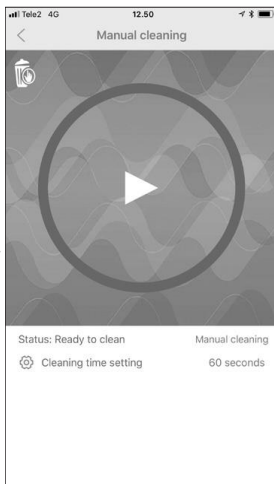 Tele2 4G 12.50
Manual cleaning
Status: Ready to clean Manual cleaning
Cleaning time setting 60 seconds